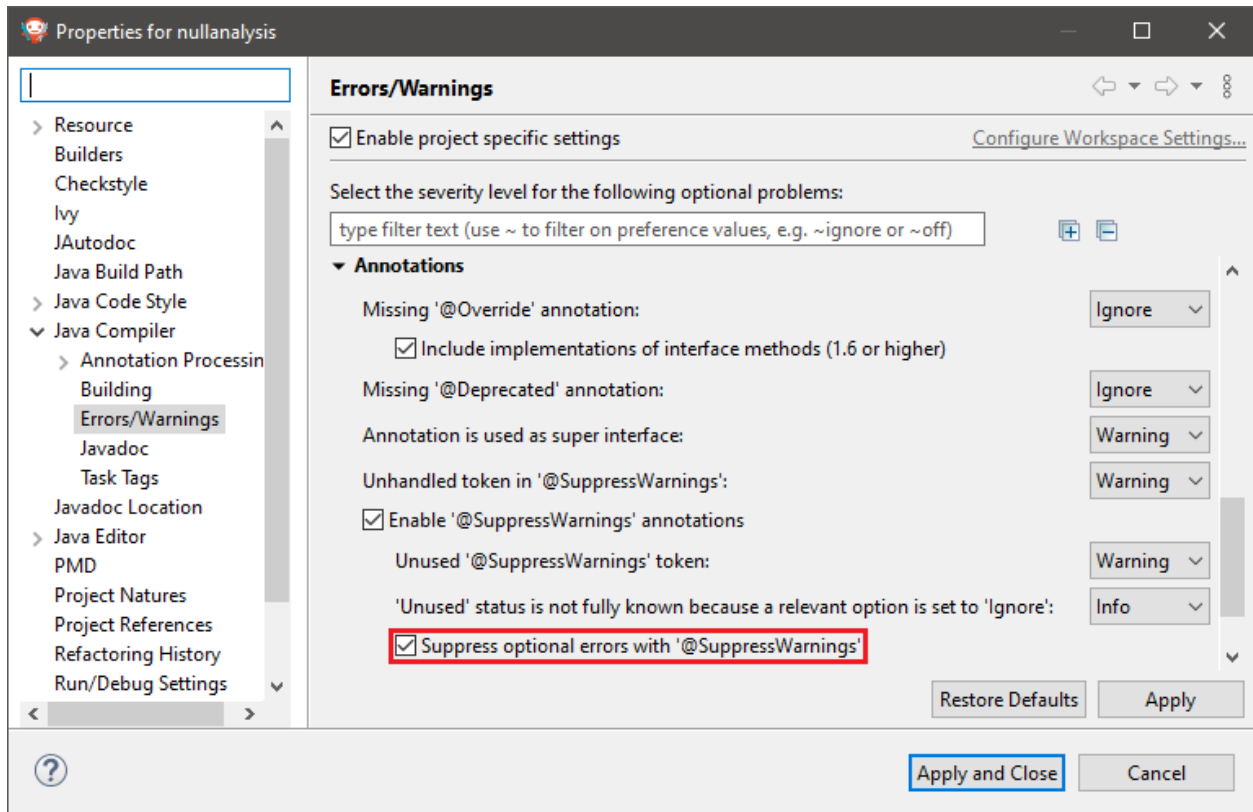 Properties for nullanalysis
Resource
Builders
Checkstyle
Ivy
JAutodoc
Java Build Path
Java Code Style
Java Compiler
Annotation Processin
Building
Errors/Warnings
Javadoc
Task Tags
Javadoc Location
Java Editor
PMD
Project Natures
Project References
Refactoring History
Run/Debug Settings
Errors/Warnings
Enable project specific settings
Configure Workspace Settings...
Select the severity level for the following optional problems:
type filter text (use ~ to filter on preference values, e.g. ~ignore or ~off)
Annotations
Missing '@Override' annotation: Ignore
Include implementations of interface methods (1.6 or higher)
Missing '@Deprecated' annotation: Ignore
Annotation is used as super interface: Warning
Unhandled token in '@SuppressWarnings': Warning
Enable '@SuppressWarnings' annotations
Unused '@SuppressWarnings' token: Warning
'Unused' status is not fully known because a relevant option is set to 'Ignore': Info
Suppress optional errors with '@SuppressWarnings'
Restore Defaults Apply
? Apply and Close Cancel